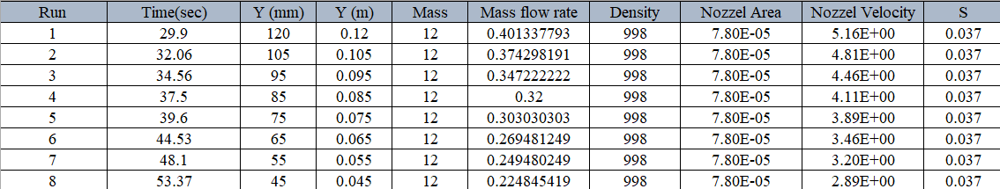 Run Time(sec) Y (mm) Y (m) Mass Mass flow rate Density Nozzel Area Nozzel Velocity S
1 29.9 120 0.12 12 0.401337793 998 7.80E-05 5.16E+00 0.037
2 32.06 105 0.105 12 0.374298191 998 7.80E-05 4.81E+00 0.037
3 34.56 95 0.095 12 0.347222222 998 7.80E-05 4.46E+00 0.037
4 37.5 85 0.085 12 0.32 998 7.80E-05 4.11E+00 0.037
5 39.6 75 0.075 12 0.303030303 998 7.80E-05 3.89E+00 0.037
6 44.53 65 0.065 12 0.269481249 998 7.80E-05 3.46E+00 0.037
7 48.1 55 0.055 12 0.249480249 998 7.80E-05 3.20E+00 0.037
8 53.37 45 0.045 12 0.224845419 998 7.80E-05 2.89E+00 0.037